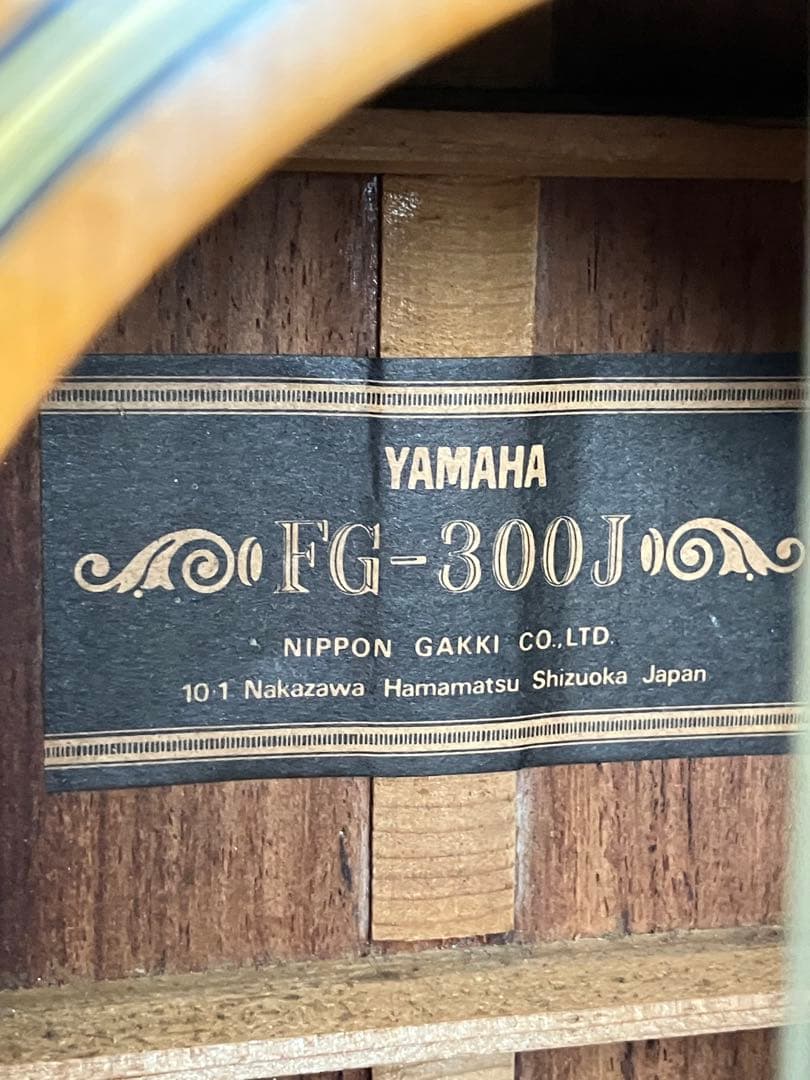 YAMAHA
FG-300J
NIPPON GAKKI CO.,LTD.
10·1 Nakazawa Hamamatsu Shizuoka Japan